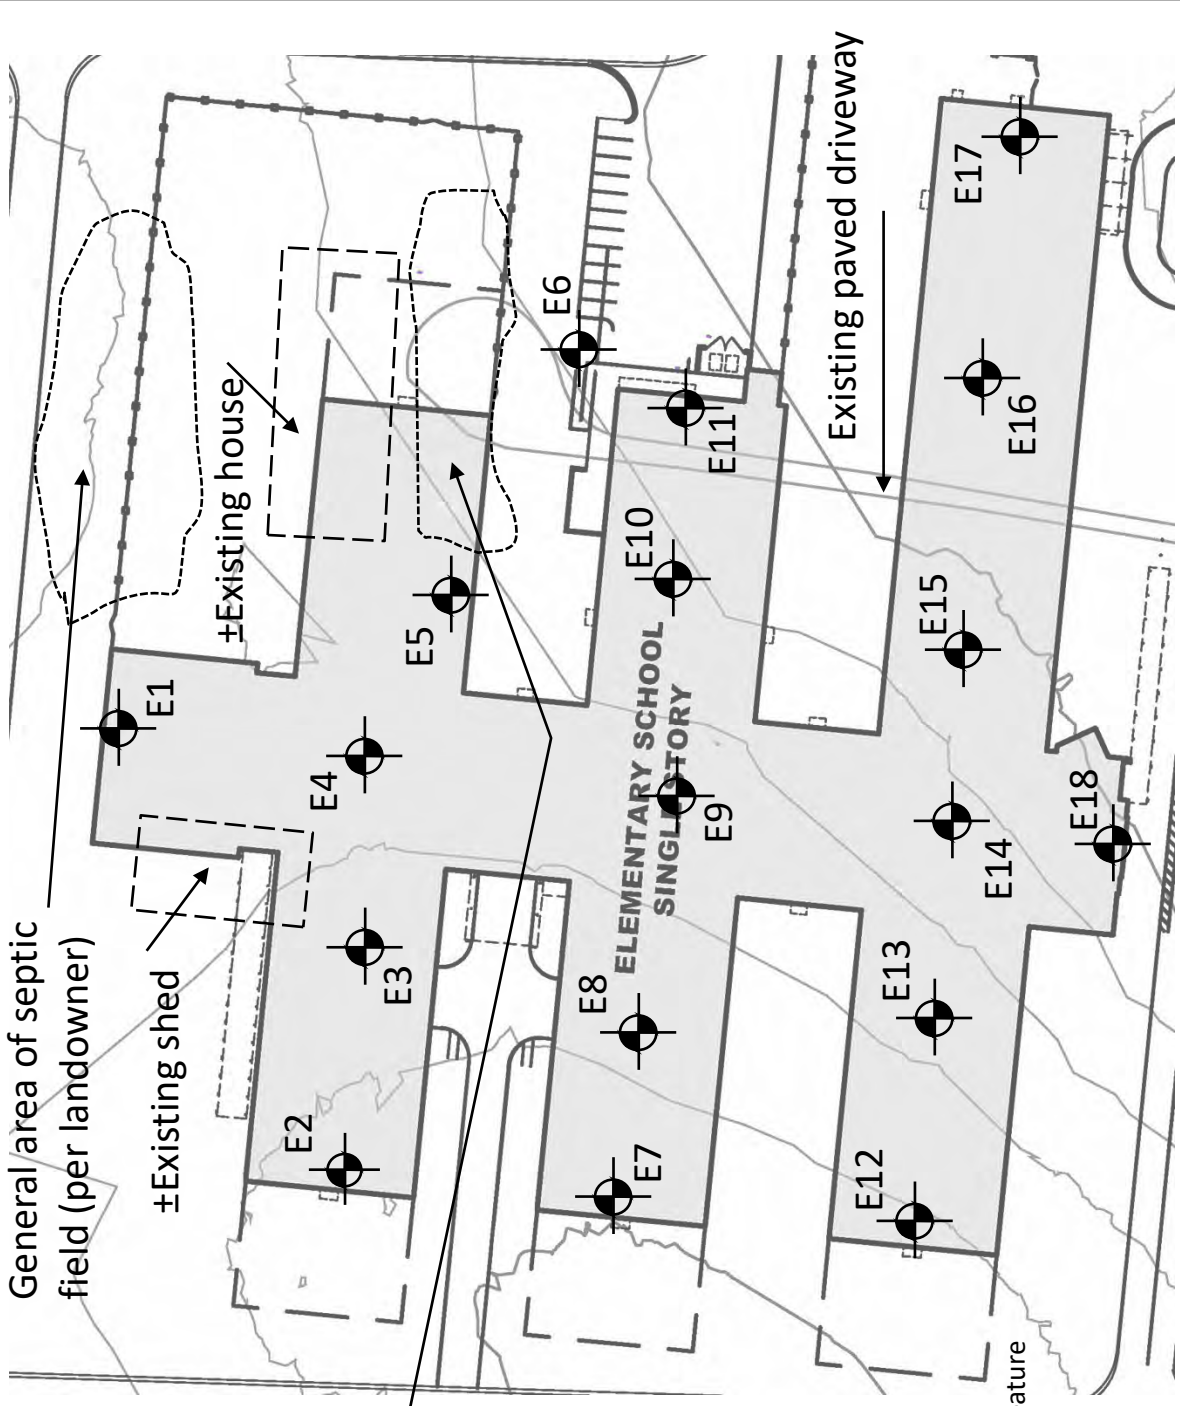 General area of septic
field (per landowner)
±Existing shed
±Existing house
Existing paved driveway
ELEMENTARY SCHOOL
SINGLE STORY
E1
E2
E3
E4
E5
E6
E7
E8
E9
E10
E11
E12
E13
E14
E15
E16
E17
E18
ature